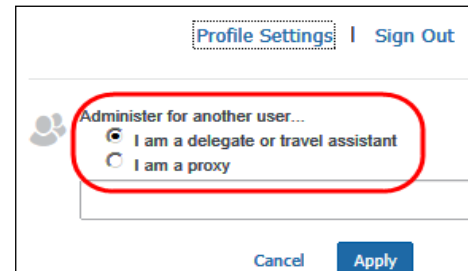 Profile Settings | Sign Out
Administer for another user...
I am a delegate or travel assistant
I am a proxy
Cancel Apply